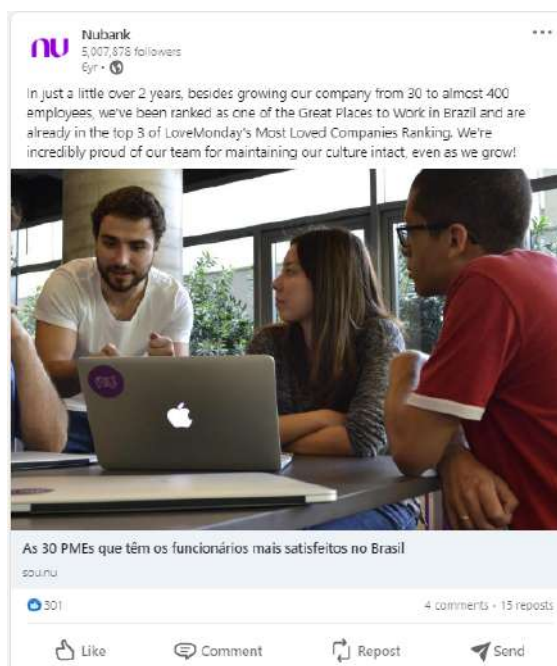 nu
Nubank
5,007,878 followers
6yr •
In just a little over 2 years, besides growing our company from 30 to almost 400
employees, we've been ranked as one of the Great Places to Work in Brazil and are
already in the top 3 of LoveMonday's Most Loved Companies Ranking. We're
incredibly proud of our team for maintaining our culture intact, even as we grow!
nu
As 30 PMEs que têm os funcionários mais satisfeitos no Brasil
sou.nu
301
4 comments • 15 reposts
Like Comment Repost Send